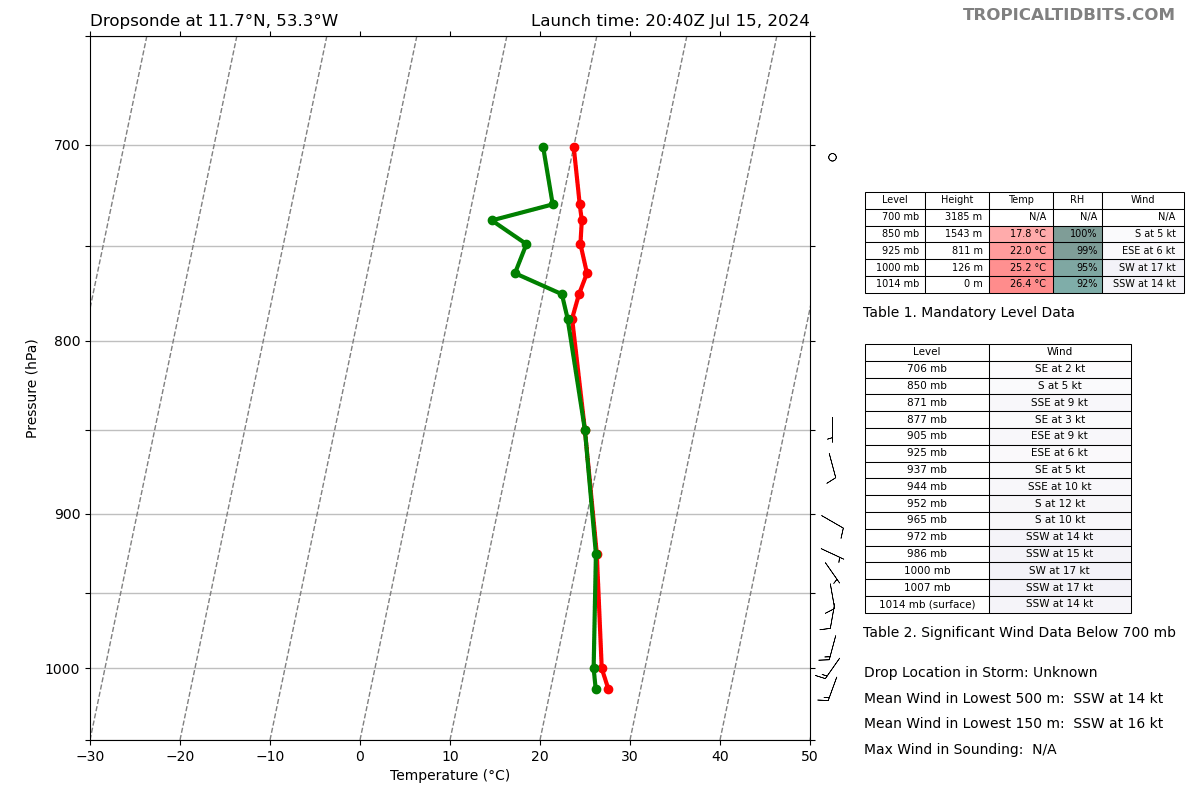 Dropsonde at 11.7°N, 53.3°W
Launch time: 20:40Z Jul 15, 2024
TROPICALTIDBITS.COM
700
800
900
1000
Pressure (hPa)
−30 −20 −10 0 10 20 30 40 50
Temperature (°C)
Level Height Temp RH Wind
700 mb 3185 m N/A N/A N/A
850 mb 1543 m 17.8 °C 100% S at 5 kt
925 mb 811 m 22.0 °C 99% ESE at 6 kt
1000 mb 126 m 25.2 °C 95% SW at 17 kt
1014 mb 0 m 26.4 °C 92% SSW at 14 kt
Table 1. Mandatory Level Data
Level Wind
706 mb SE at 2 kt
850 mb S at 5 kt
871 mb SSE at 9 kt
877 mb SE at 3 kt
905 mb ESE at 9 kt
925 mb ESE at 6 kt
937 mb SE at 5 kt
944 mb SSE at 10 kt
952 mb S at 12 kt
965 mb S at 10 kt
972 mb SSW at 14 kt
986 mb SSW at 15 kt
1000 mb SW at 17 kt
1007 mb SSW at 17 kt
1014 mb (surface) SSW at 14 kt
Table 2. Significant Wind Data Below 700 mb
Drop Location in Storm: Unknown
Mean Wind in Lowest 500 m: SSW at 14 kt
Mean Wind in Lowest 150 m: SSW at 16 kt
Max Wind in Sounding: N/A